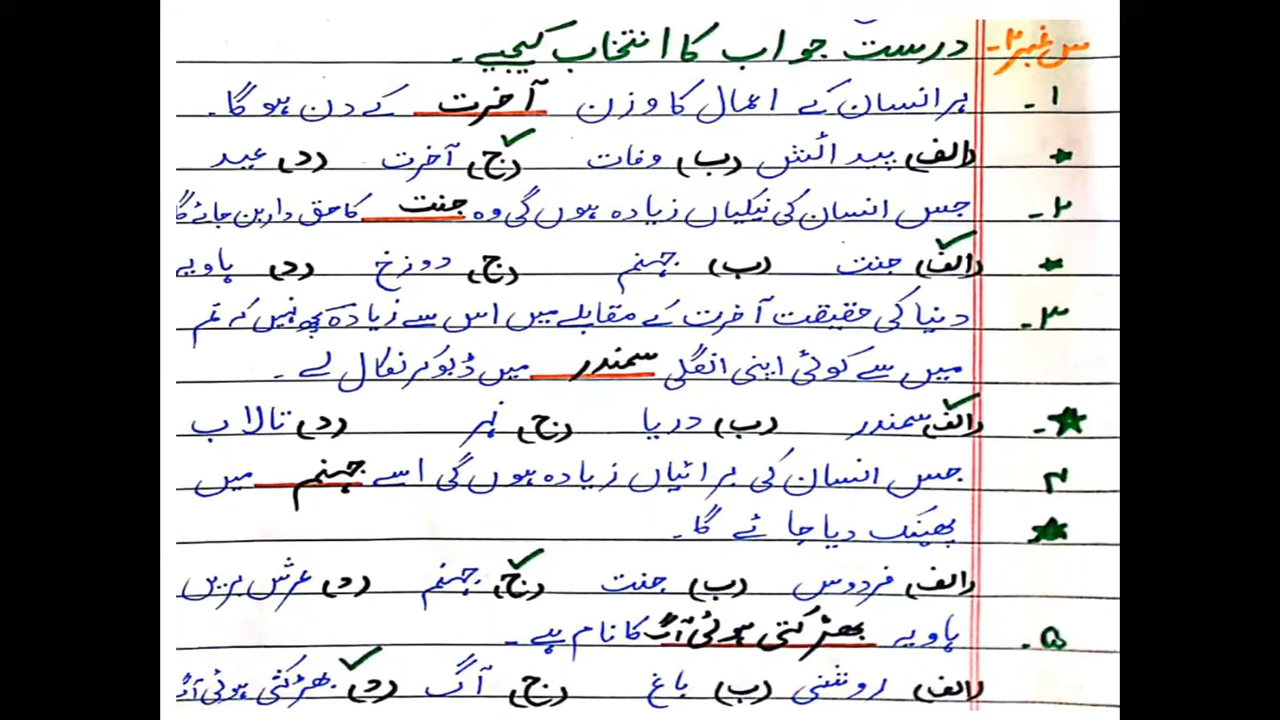 س نمبر ۲۔ درست جواب کا انتخاب کیجیے۔
۱۔ ہر انسان کے اعمال کا وزن آخرت کے دن ہو گا۔
(الف) پیدائش (ب) وفات (ج) آخرت (د) عید
۲۔ جس انسان کی نیکیاں زیادہ ہوں گی وہ جنت کا حق دار بن جائے گا
(الف) جنت (ب) جہنم (ج) دوزخ (د) ہاویہ
۳۔ دنیا کی حقیقت آخرت کے مقابلے میں اس سے زیادہ کچھ نہیں کہ تم
میں سے کوئی اپنی انگلی سمندر میں ڈبو کر نکال لے۔
(الف) سمندر (ب) دریا (ج) نہر (د) تالاب
۴ جس انسان کی برائیاں زیادہ ہوں گی اسے جہنم میں
پھینک دیا جائے گا۔
(الف) فردوس (ب) جنت (ج) جہنم (د) عرش بریں
۵۔ ہاویہ بھڑکتی ہوئی آگ کا نام ہے۔
(الف) روشنی (ب) باغ (ج) آگ (د) بھڑکتی ہوئی آگ